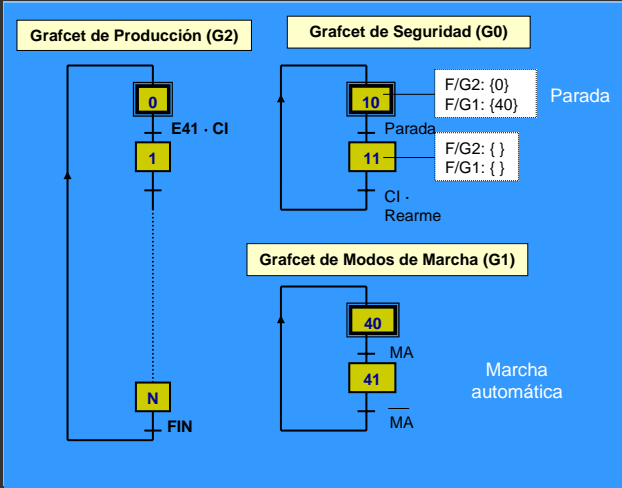 Grafcet de Producción (G2)
0
E41 · CI
1
N
FIN
Grafcet de Seguridad (G0)
10
F/G2: {0}
F/G1: {40}
Parada
Parada
11
F/G2: { }
F/G1: { }
CI ·
Rearme
Grafcet de Modos de Marcha (G1)
40
MA
41
MA
Marcha
automática